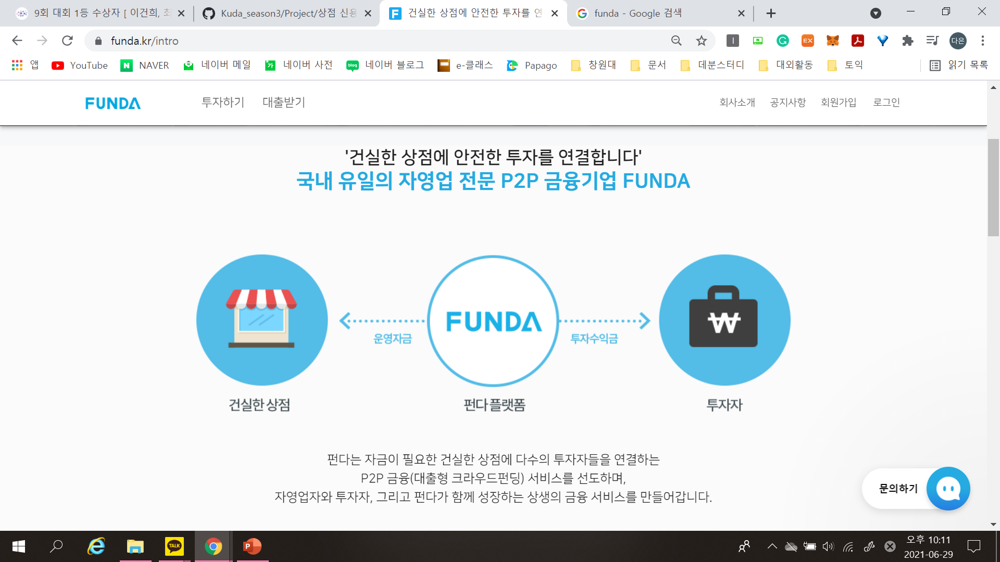 9회 대회 1등 수상자 [ 이건희, 최
Kuda_season3/Project/상점 신용
건실한 상점에 안전한 투자를 연
funda - Google 검색
funda.kr/intro
다은
앱
YouTube
NAVER
네이버 메일
네이버 사전
네이버 블로그
e-클래스
Papago
창원대
문서
데분스터디
대외활동
토익
읽기 목록
FUNDA
투자하기
대출받기
회사소개
공지사항
회원가입
로그인
'건실한 상점에 안전한 투자를 연결합니다'
국내 유일의 자영업 전문 P2P 금융기업 FUNDA
FUNDA
운영자금
투자수익금
건실한 상점
펀다 플랫폼
투자자
펀다는 자금이 필요한 건실한 상점에 다수의 투자자들을 연결하는
P2P 금융(대출형 크라우드펀딩) 서비스를 선도하며,
자영업자와 투자자, 그리고 펀다가 함께 성장하는 상생의 금융 서비스를 만들어갑니다.
문의하기
TALK
오후 10:11
2021-06-29